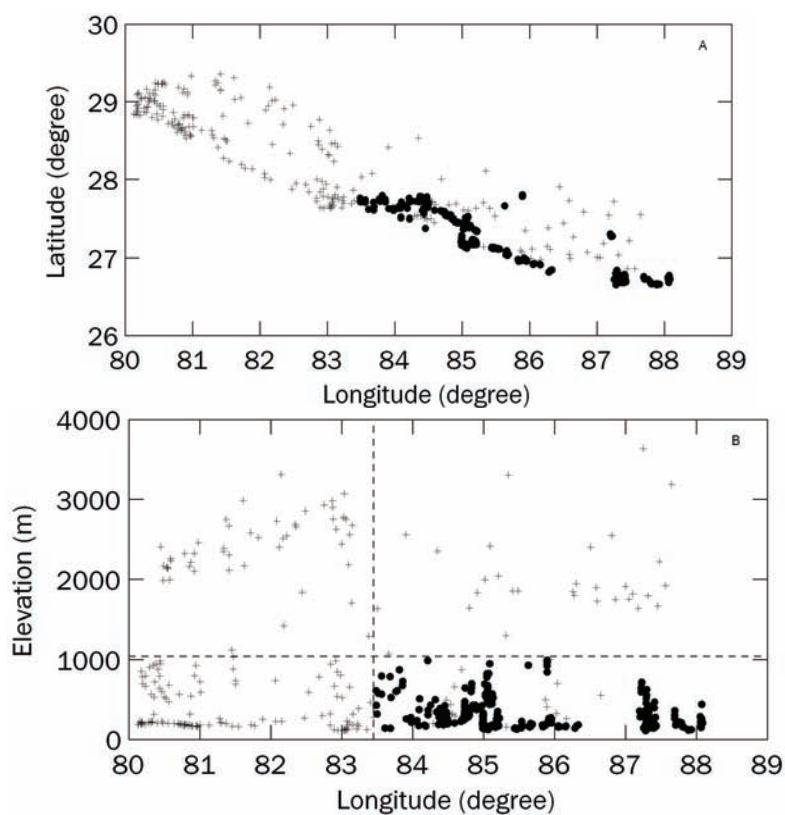 A
30
29
28
27
26
Latitude (degree)
80 81 82 83 84 85 86 87 88 89
Longitude (degree)
B
4000
3000
2000
1000
0
Elevation (m)
80 81 82 83 84 85 86 87 88 89
Longitude (degree)